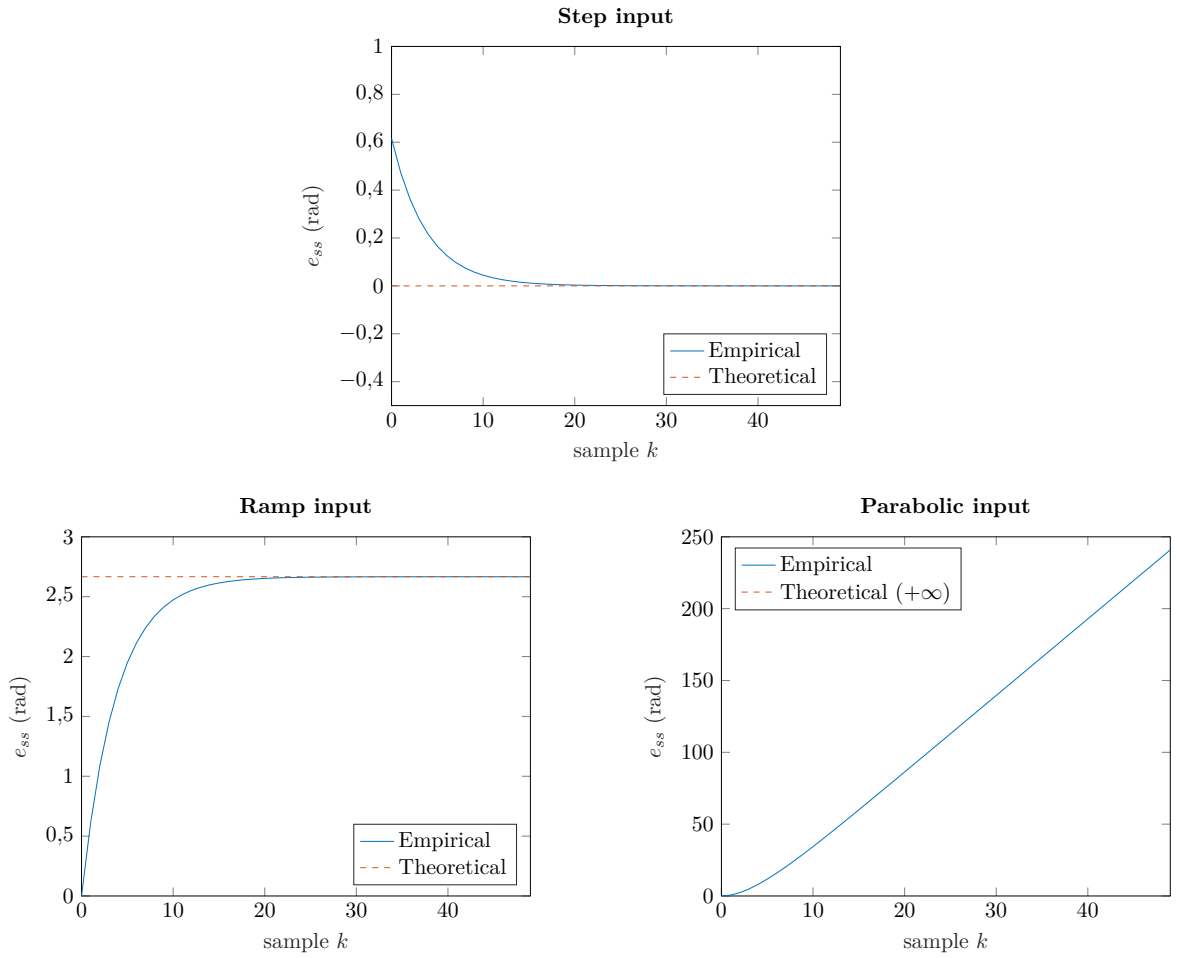 Step input
1
0,8
0,6
0,4
0,2
0
−0,2
−0,4
e_ss (rad)
Empirical
Theoretical
0 10 20 30 40
sample k
Ramp input
3
2,5
2
1,5
1
0,5
0
e_ss (rad)
Empirical
Theoretical
0 10 20 30 40
sample k
Parabolic input
250
200
150
100
50
0
e_ss (rad)
Empirical
Theoretical (+∞)
0 10 20 30 40
sample k